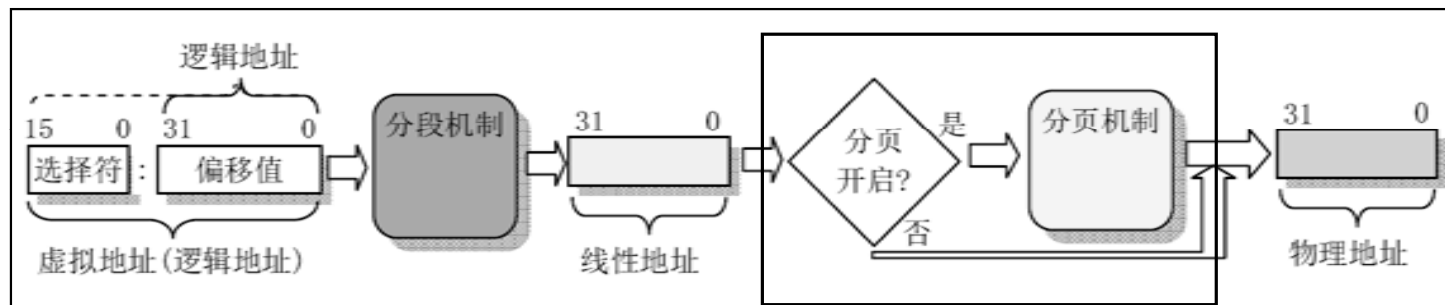 逻辑地址
15 0 31 0
选择符 : 偏移值
虚拟地址(逻辑地址)
分段机制
31 0
线性地址
分页
开启?
是
否
分页机制
31 0
物理地址